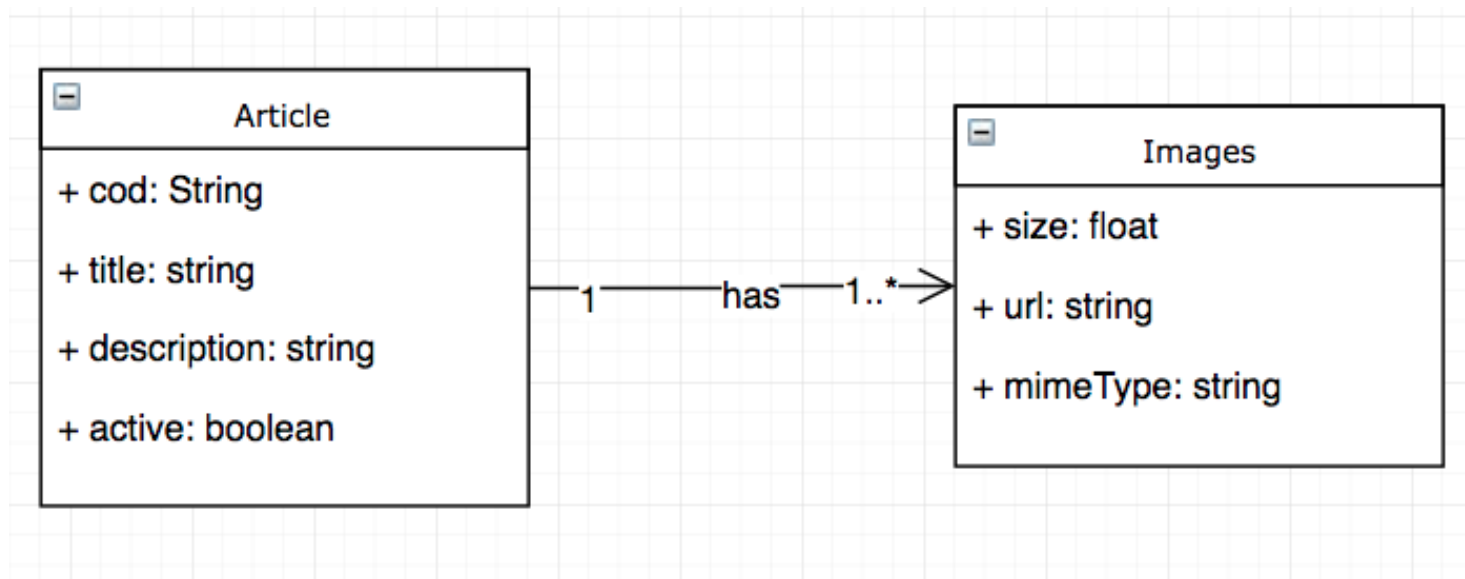 Article
+ cod: String
+ title: string
+ description: string
+ active: boolean
1 has 1..*
Images
+ size: float
+ url: string
+ mimeType: string